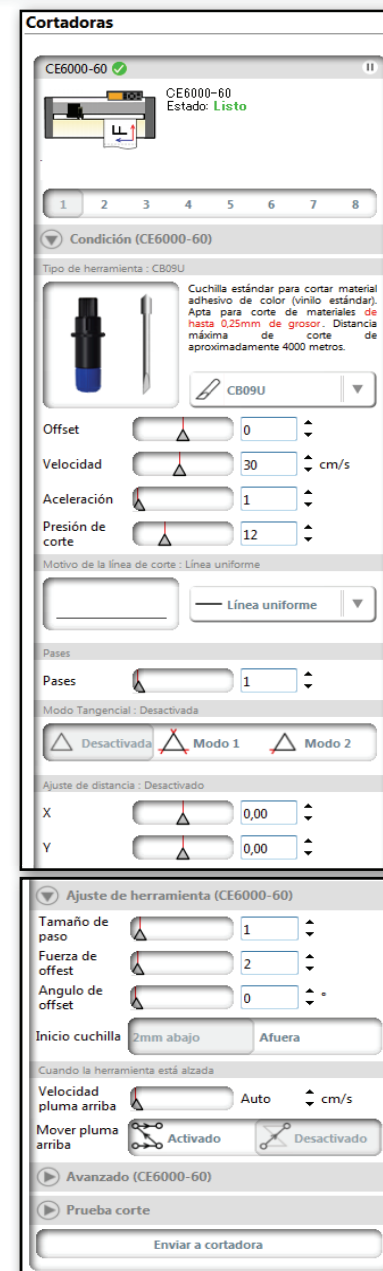 Cortadoras
CE6000-60
CE6000-60
Estado: Listo
1 2 3 4 5 6 7 8
Condición (CE6000-60)
Tipo de herramienta : CB09U
Cuchilla estándar para cortar material
adhesivo de color (vinilo estándar).
Apta para corte de materiales de
hasta 0,25mm de grosor. Distancia
máxima de corte de
aproximadamente 4000 metros.
CB09U
Offset 0
Velocidad 30 cm/s
Aceleración 1
Presión de
corte 12
Motivo de la línea de corte : Línea uniforme
Línea uniforme
Pases
Pases 1
Modo Tangencial : Desactivada
Desactivada Modo 1 Modo 2
Ajuste de distancia : Desactivado
X 0,00
Y 0,00
Ajuste de herramienta (CE6000-60)
Tamaño de
paso 1
Fuerza de
offest 2
Angulo de
offset 0 °
Inicio cuchilla 2mm abajo Afuera
Cuando la herramienta está alzada
Velocidad
pluma arriba Auto cm/s
Mover pluma
arriba Activado Desactivado
Avanzado (CE6000-60)
Prueba corte
Enviar a cortadora